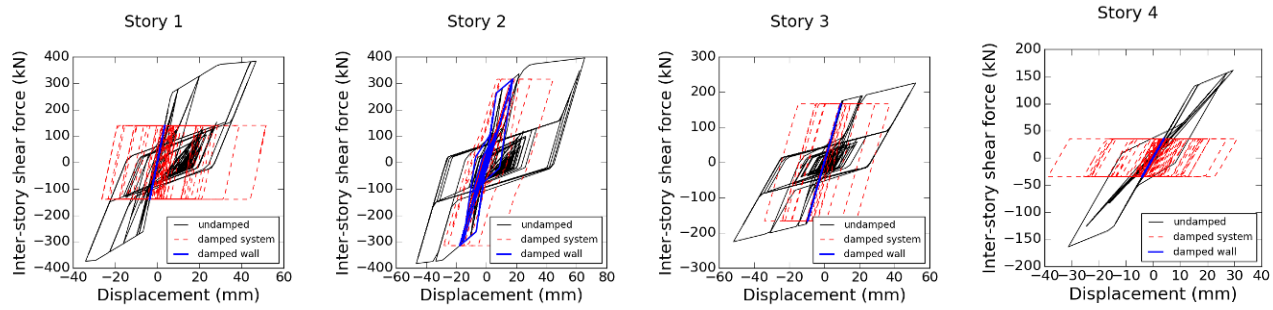 Story 1
Inter-story shear force (kN)
400
300
200
100
0
−100
−200
−300
−400
−40
−20
0
20
40
60
Displacement (mm)
undamped
damped system
damped wall
Story 2
Inter-story shear force (kN)
400
300
200
100
0
−100
−200
−300
−400
−60
−40
−20
0
20
40
60
80
Displacement (mm)
undamped
damped system
damped wall
Story 3
Inter-story shear force (kN)
300
200
100
0
−100
−200
−300
−60
−40
−20
0
20
40
60
Displacement (mm)
undamped
damped system
damped wall
Story 4
Inter-story shear force (kN)
200
150
100
50
0
−50
−100
−150
−200
−40
−30
−20
−10
0
10
20
30
40
Displacement (mm)
undamped
damped system
damped wall